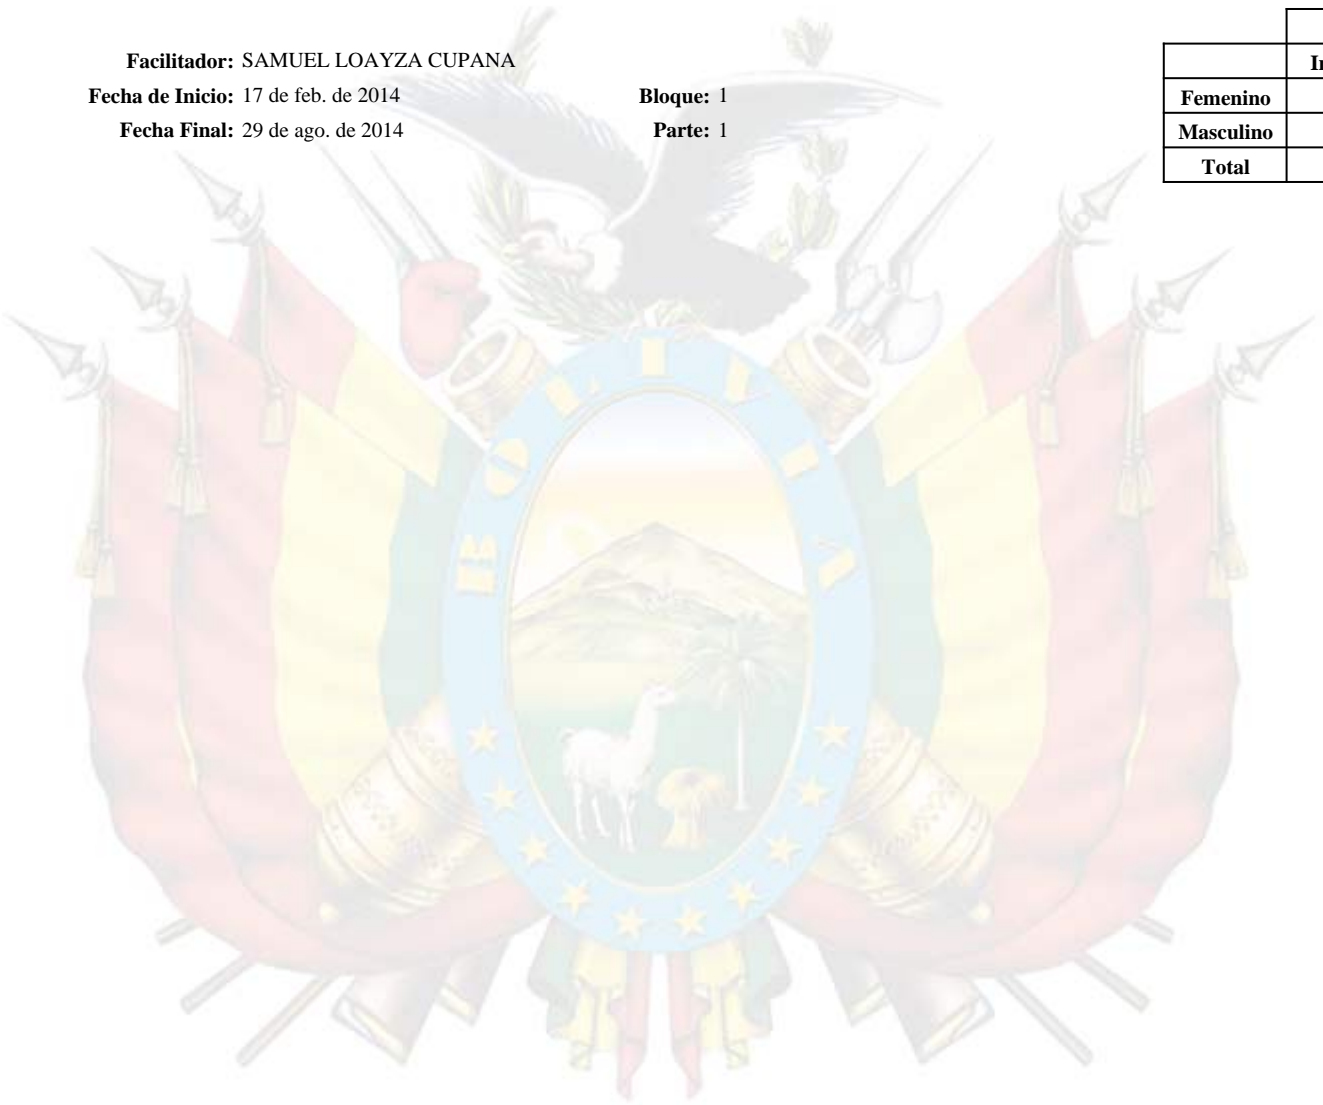 Facilitador: SAMUEL LOAYZA CUPANA
Fecha de Inicio: 17 de feb. de 2014 Bloque: 1
Fecha Final: 29 de ago. de 2014 Parte: 1
Femenino
Masculino
Total
BOLIVIA